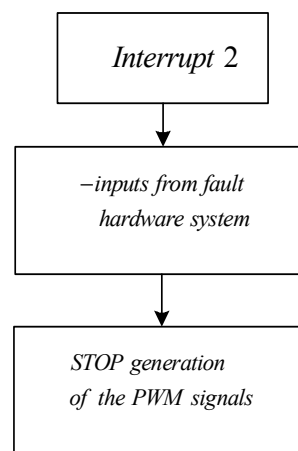 Interrupt 2
–inputs from fault
hardware system
STOP generation
of the PWM signals